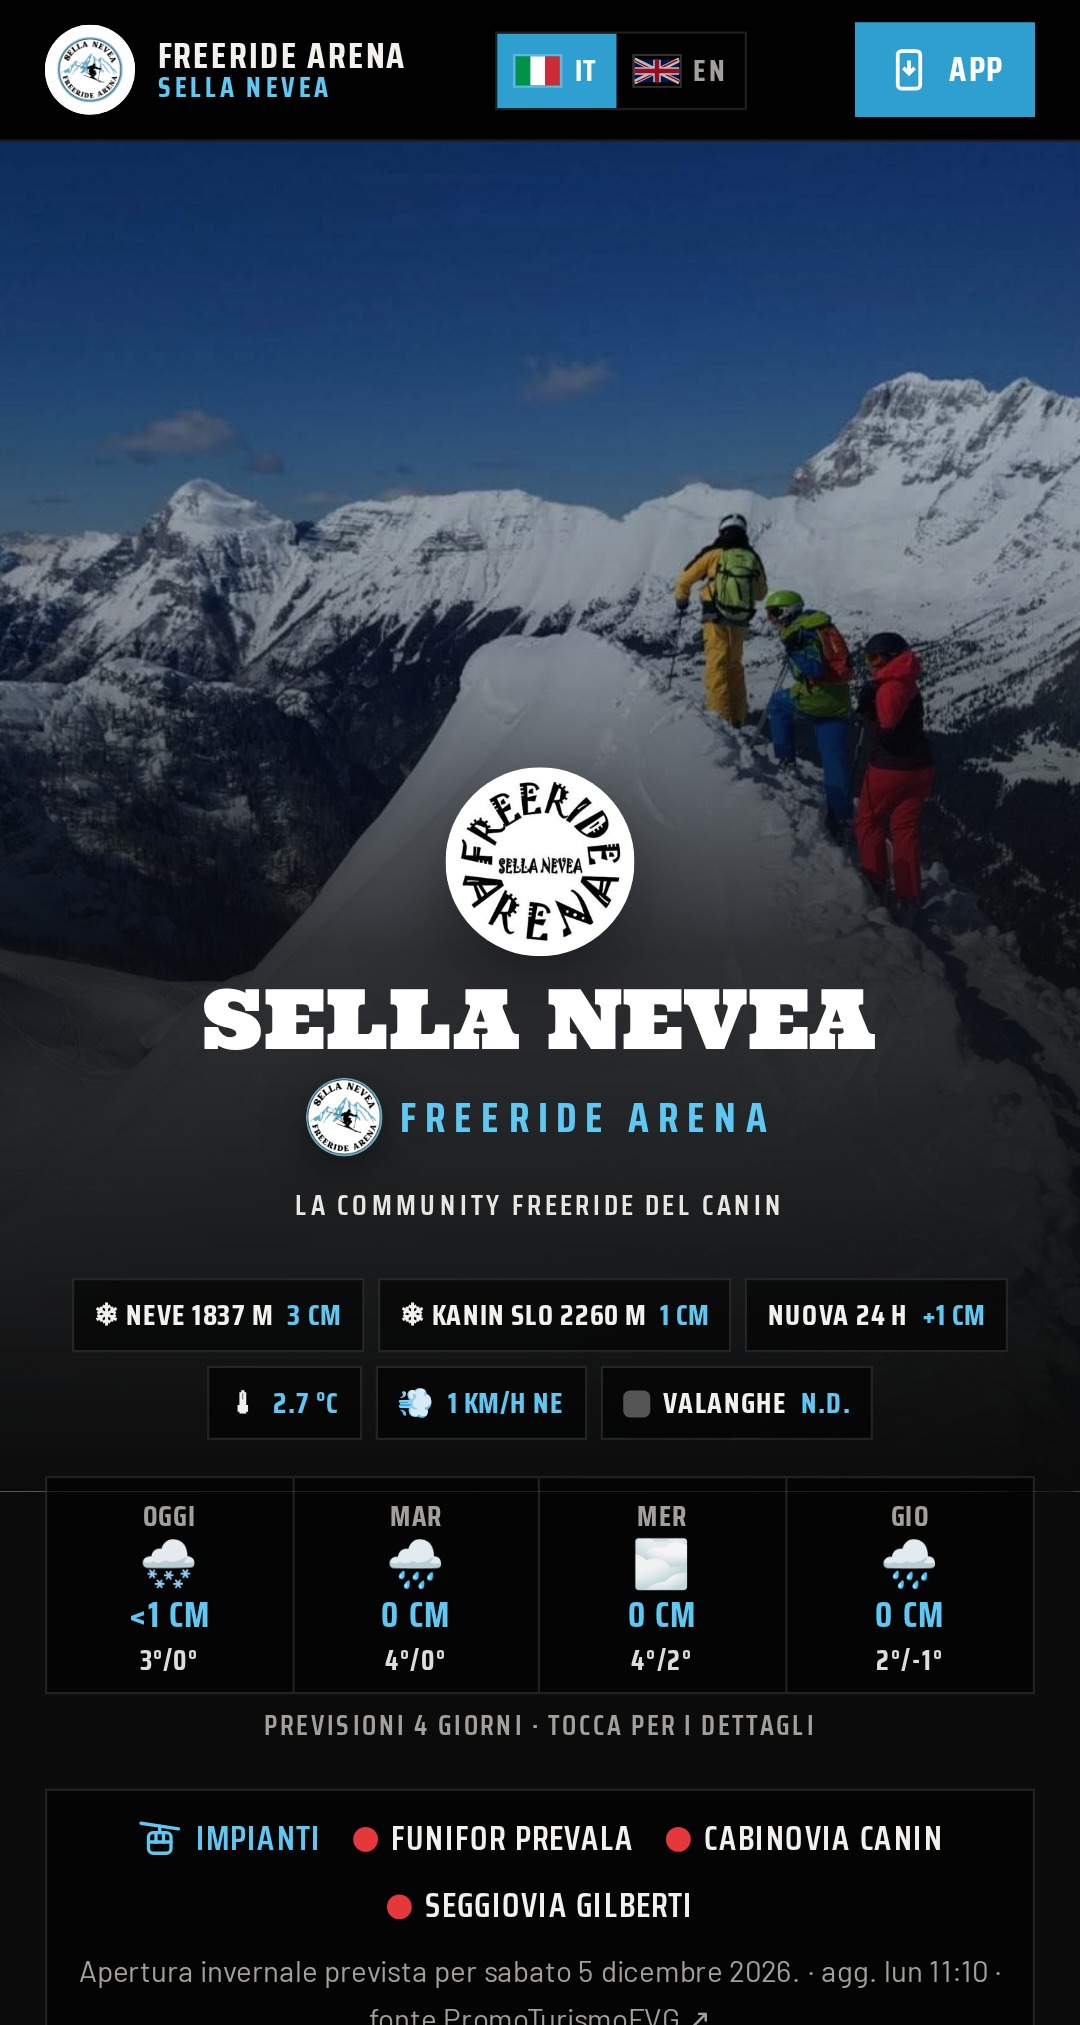 FREERIDE ARENA
SELLA NEVEA
IT EN
APP
FREERIDE ARENA
SELLA NEVEA
SELLA NEVEA
SELLA NEVEA FREERIDE ARENA
FREERIDE ARENA
LA COMMUNITY FREERIDE DEL CANIN
❄ NEVE 1837 M 3 CM
❄ KANIN SLO 2260 M 1 CM
NUOVA 24 H +1 CM
2.7 °C
1 KM/H NE
VALANGHE N.D.
OGGI MAR MER GIO
<1 CM 0 CM 0 CM 0 CM
3°/0° 4°/0° 4°/2° 2°/-1°
PREVISIONI 4 GIORNI · TOCCA PER I DETTAGLI
IMPIANTI FUNIFOR PREVALA CABINOVIA CANIN
SEGGIOVIA GILBERTI
Apertura invernale prevista per sabato 5 dicembre 2026. · agg. lun 11:10 ·
fonte PromoTurismoFVG ↗